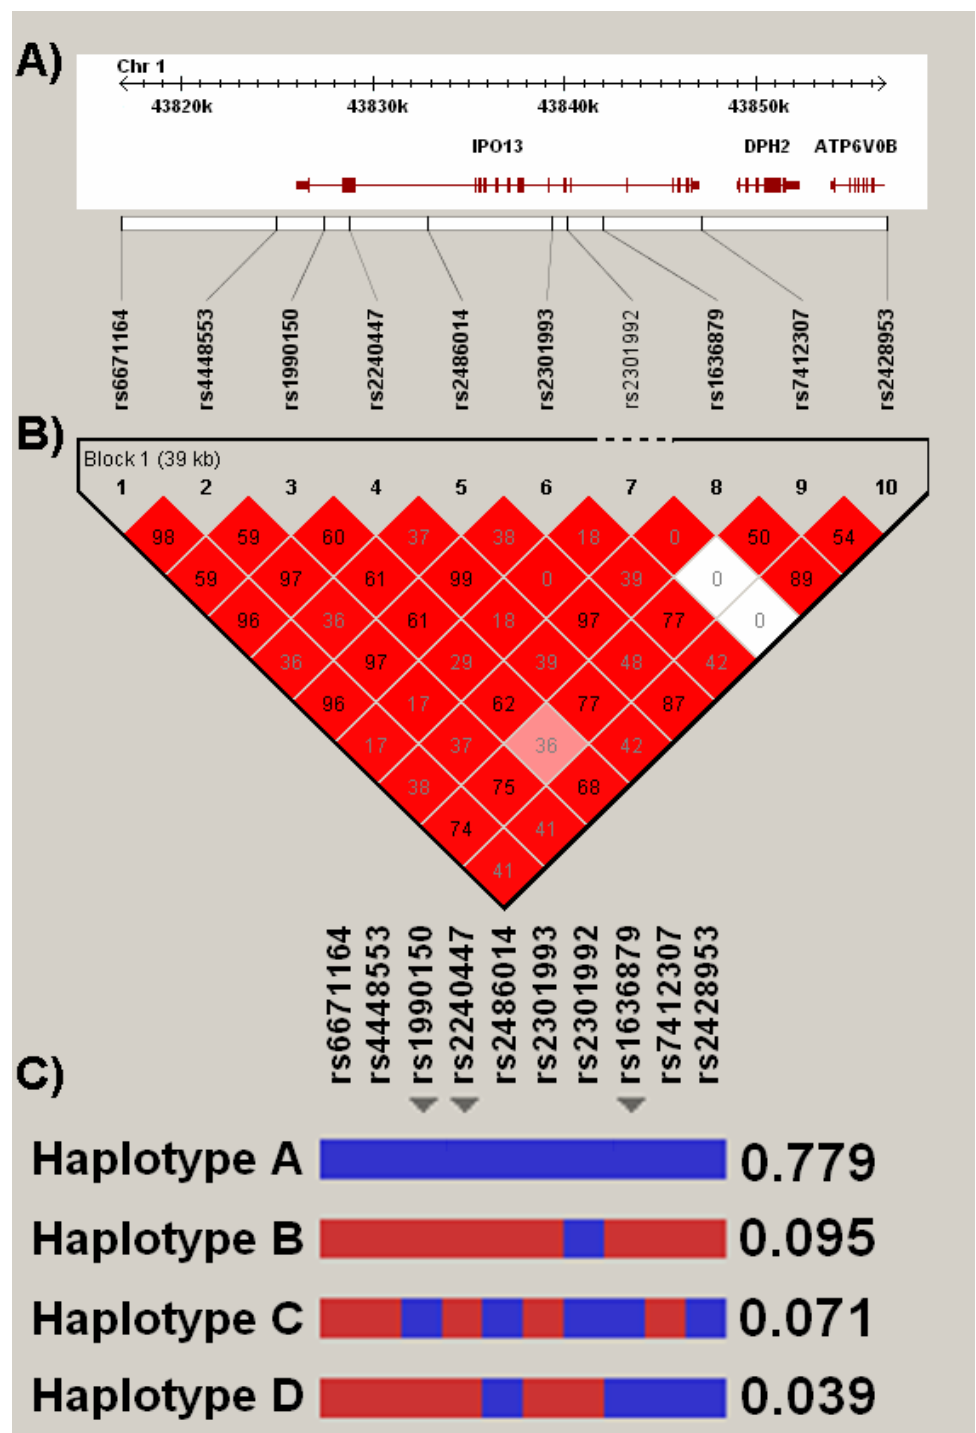 A)
Chr 1
43820k 43830k 43840k 43850k
IPO13 DPH2 ATP6V0B
rs6671164
rs4448553
rs1990150
rs2240447
rs2486014
rs2301993
rs2301992
rs1636879
rs7412307
rs2428953
B)
Block 1 (39 kb)
1 2 3 4 5 6 7 8 9 10
98 59 60 37 38 18 0 50 54
59 97 61 99 0 39 0 89
96 36 61 18 97 77 0
36 97 29 39 48 42
96 17 62 77 87
17 37 36 42
38 75 68
74 41
41
rs6671164
rs4448553
rs1990150
rs2240447
rs2486014
rs2301993
rs2301992
rs1636879
rs7412307
rs2428953
C)
Haplotype A 0.779
Haplotype B 0.095
Haplotype C 0.071
Haplotype D 0.039